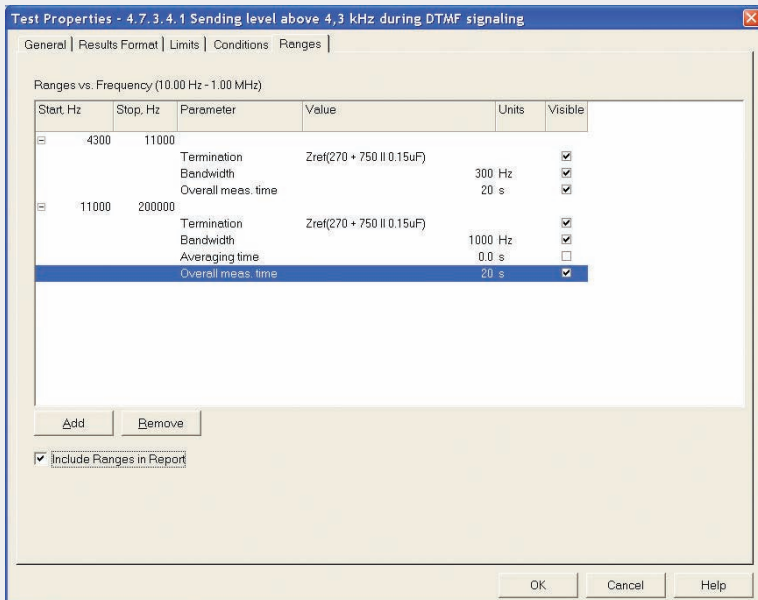 Test Properties - 4.7.3.4.1 Sending level above 4,3 kHz during DTMF signaling
General Results Format Limits Conditions Ranges
Ranges vs. Frequency (10.00 Hz - 1.00 MHz)
Start, Hz Stop, Hz Parameter Value Units Visible
4300 11000
Termination Zref(270 + 750 II 0.15uF)
Bandwidth 300 Hz
Overall meas. time 20 s
11000 200000
Termination Zref(270 + 750 II 0.15uF)
Bandwidth 1000 Hz
Averaging time 0.0 s
Overall meas. time 20 s
Add Remove
Include Ranges in Report
OK Cancel Help